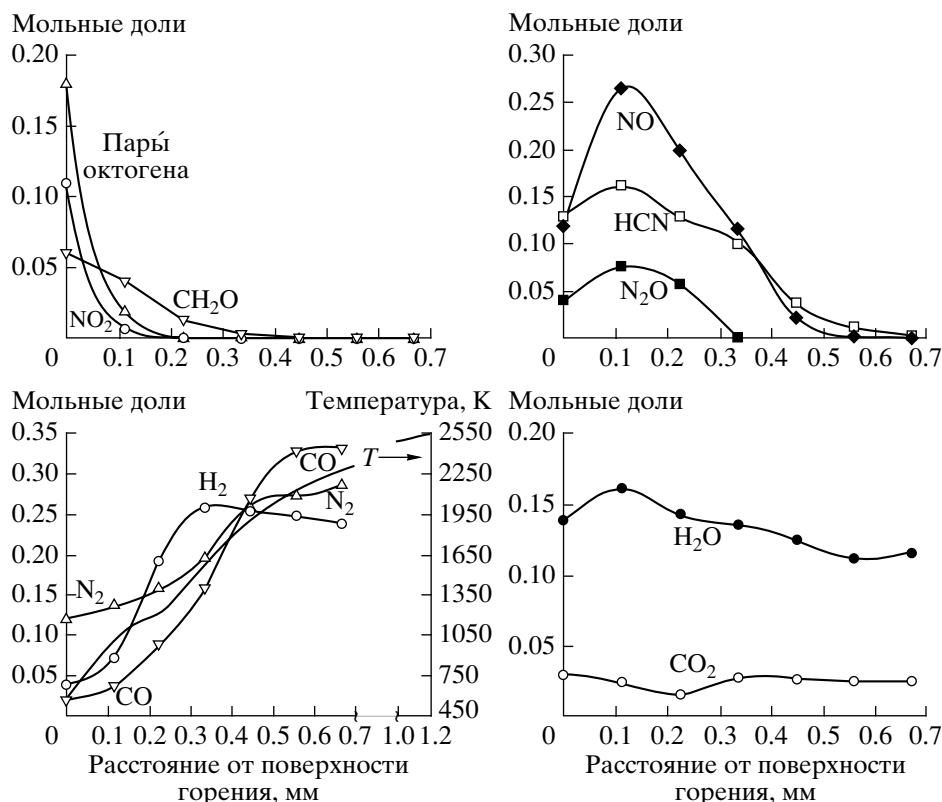 Мольные доли
0.20
0.15
0.10
0.05
Пары́
октогена
NO2
CH2O
0 0.1 0.2 0.3 0.4 0.5 0.6 0.7
Мольные доли
0.30
0.25
0.20
0.15
0.10
0.05
NO
HCN
N2O
0 0.1 0.2 0.3 0.4 0.5 0.6 0.7
Мольные доли
Температура, K
0.35
0.30
0.25
0.20
0.15
0.10
0.05
2550
2250
1950
1650
1350
1050
750
450
H2
T
CO
N2
N2
CO
0 0.1 0.2 0.3 0.4 0.5 0.6 0.7 1.0 1.2
Расстояние от поверхности
горения, мм
Мольные доли
0.20
0.15
0.10
0.05
H2O
CO2
0 0.1 0.2 0.3 0.4 0.5 0.6 0.7
Расстояние от поверхности
горения, мм